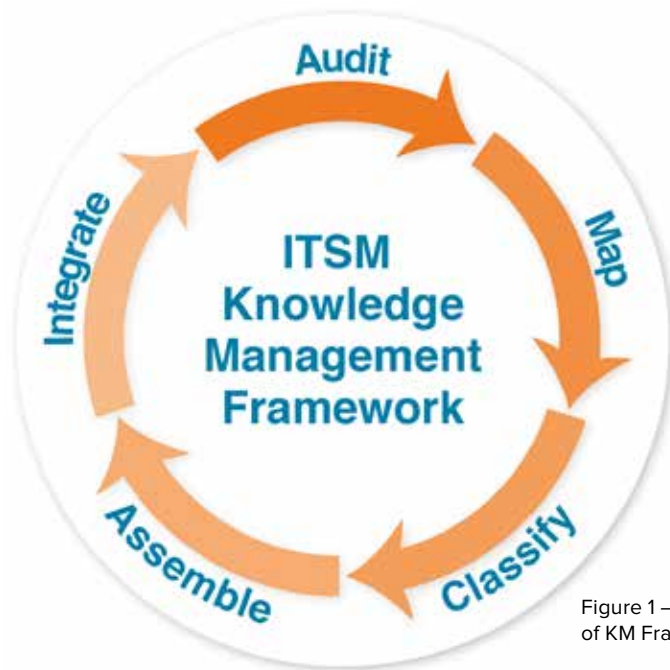 Audit
Map
Classify
Assemble
Integrate
ITSM
Knowledge
Management
Framework
Figure 1 –
of KM Fra